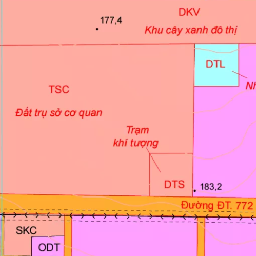 DKV
177,4
Khu cây xanh đô thị
DTL
TSC
Đất trụ sở cơ quan
Trạm
khí tượng
DTS
183,2
Đường ĐT. 772
SKC
ODT